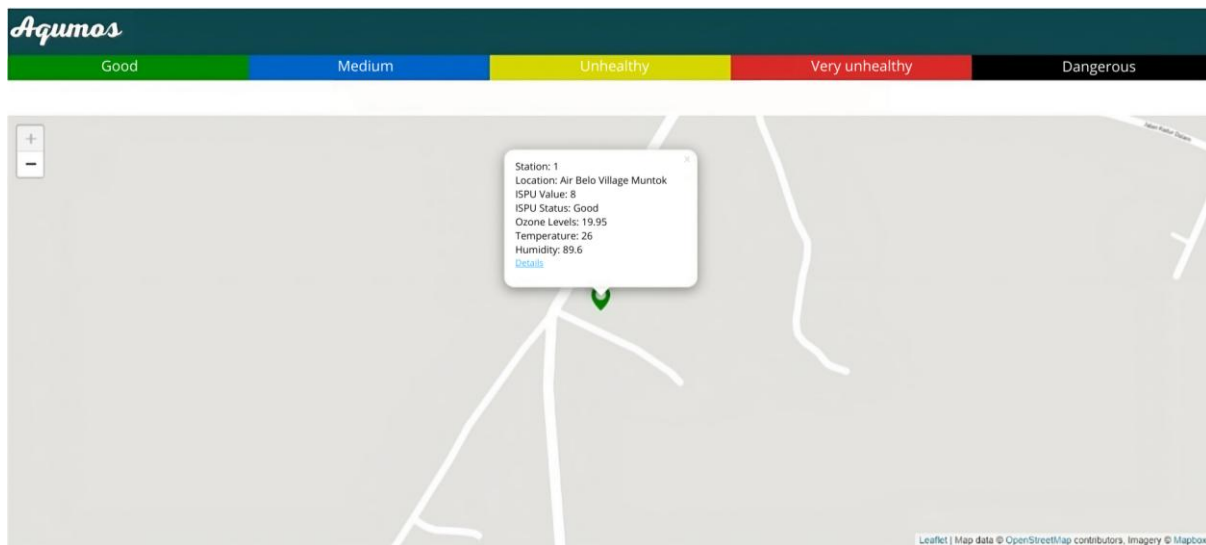 Aqumos
Good
Medium
Unhealthy
Very unhealthy
Dangerous
+
−
×
Station: 1
Location: Air Belo Village Muntok
ISPU Value: 8
ISPU Status: Good
Ozone Levels: 19.95
Temperature: 26
Humidity: 89.6
Details
Leaflet | Map data © OpenStreetMap contributors, Imagery © Mapbox